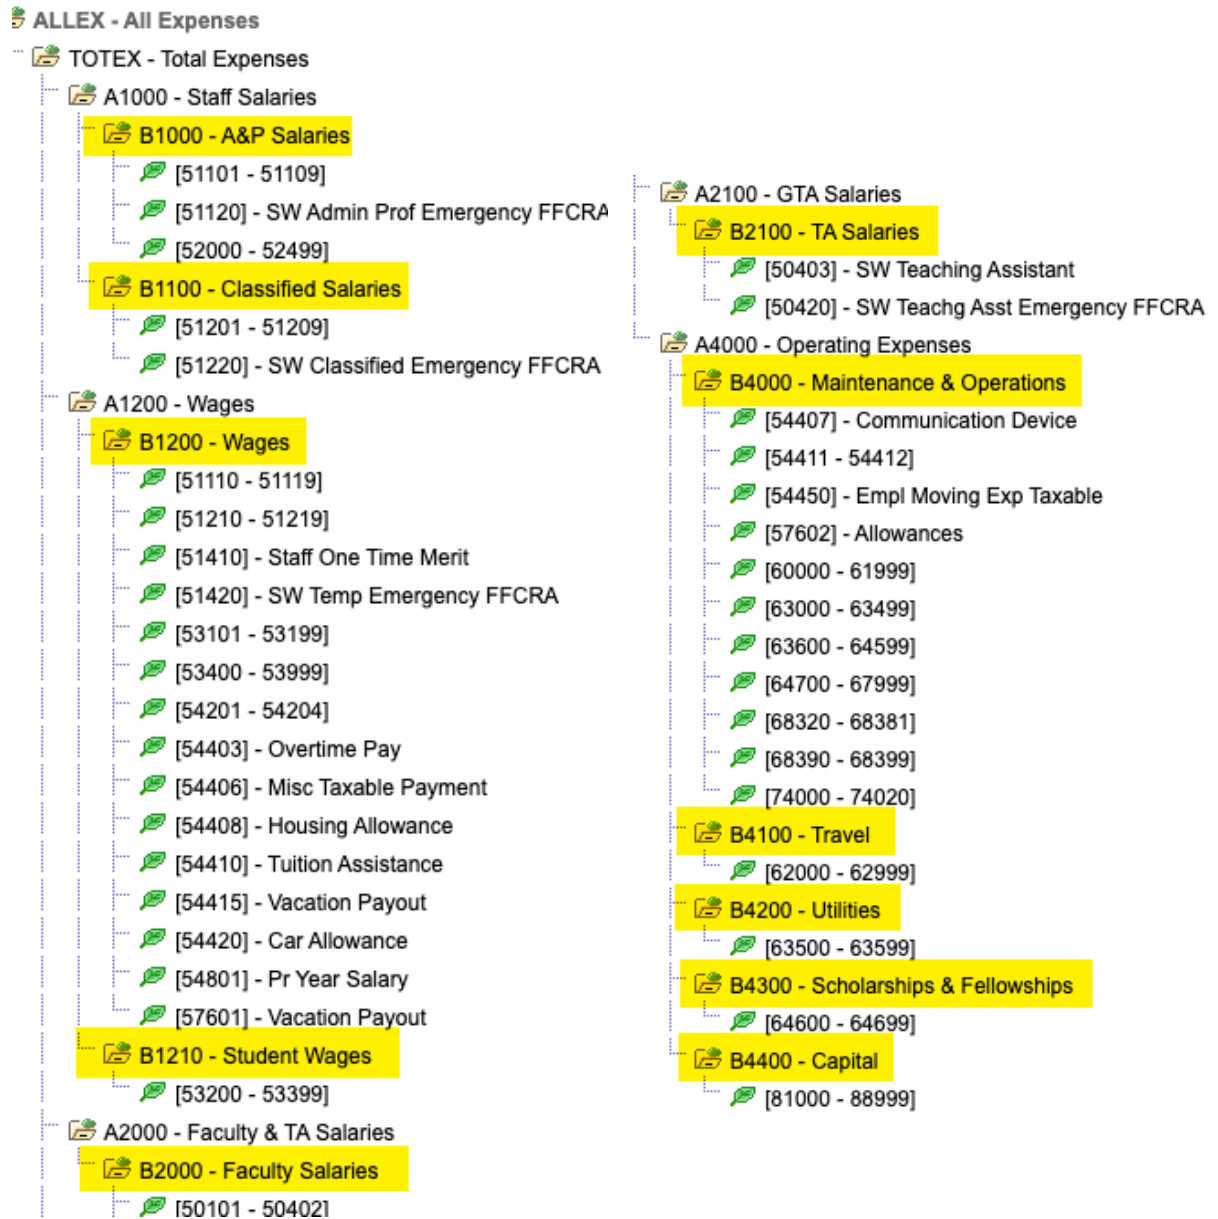 ALLEX - All Expenses
TOTEX - Total Expenses
A1000 - Staff Salaries
B1000 - A&P Salaries
[51101 - 51109]
[51120] - SW Admin Prof Emergency FFCRA
[52000 - 52499]
B1100 - Classified Salaries
[51201 - 51209]
[51220] - SW Classified Emergency FFCRA
A1200 - Wages
B1200 - Wages
[51110 - 51119]
[51210 - 51219]
[51410] - Staff One Time Merit
[51420] - SW Temp Emergency FFCRA
[53101 - 53199]
[53400 - 53999]
[54201 - 54204]
[54403] - Overtime Pay
[54406] - Misc Taxable Payment
[54408] - Housing Allowance
[54410] - Tuition Assistance
[54415] - Vacation Payout
[54420] - Car Allowance
[54801] - Pr Year Salary
[57601] - Vacation Payout
B1210 - Student Wages
[53200 - 53399]
A2000 - Faculty & TA Salaries
B2000 - Faculty Salaries
[50101 - 50402]
A2100 - GTA Salaries
B2100 - TA Salaries
[50403] - SW Teaching Assistant
[50420] - SW Teachg Asst Emergency FFCRA
A4000 - Operating Expenses
B4000 - Maintenance & Operations
[54407] - Communication Device
[54411 - 54412]
[54450] - Empl Moving Exp Taxable
[57602] - Allowances
[60000 - 61999]
[63000 - 63499]
[63600 - 64599]
[64700 - 67999]
[68320 - 68381]
[68390 - 68399]
[74000 - 74020]
B4100 - Travel
[62000 - 62999]
B4200 - Utilities
[63500 - 63599]
B4300 - Scholarships & Fellowships
[64600 - 64699]
B4400 - Capital
[81000 - 88999]